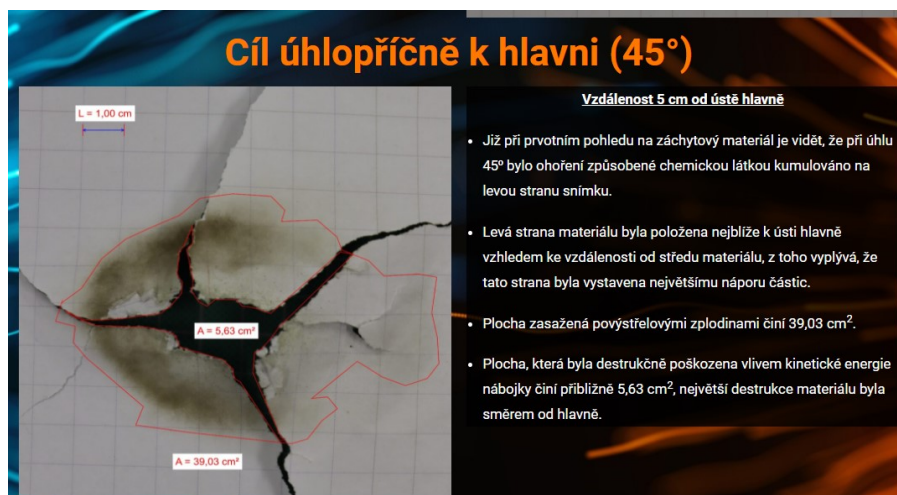 Cíl úhlopříčně k hlavni (45°)
L = 1,00 cm
A = 5,63 cm²
A = 39,03 cm²
Vzdálenost 5 cm od ústě hlavně
• Již při prvotním pohledu na záchytový materiál je vidět, že při úhlu
45º bylo ohoření způsobené chemickou látkou kumulováno na
levou stranu snímku.
• Levá strana materiálu byla položena nejblíže k ústi hlavně
vzhledem ke vzdálenosti od středu materiálu, z toho vyplývá, že
tato strana byla vystavena největšímu náporu částic.
• Plocha zasažená povýstřelovými zplodinami činí 39,03 cm².
• Plocha, která byla destrukčně poškozena vlivem kinetické energie
nábojky činí přibližně 5,63 cm², největší destrukce materiálu byla
směrem od hlavně.